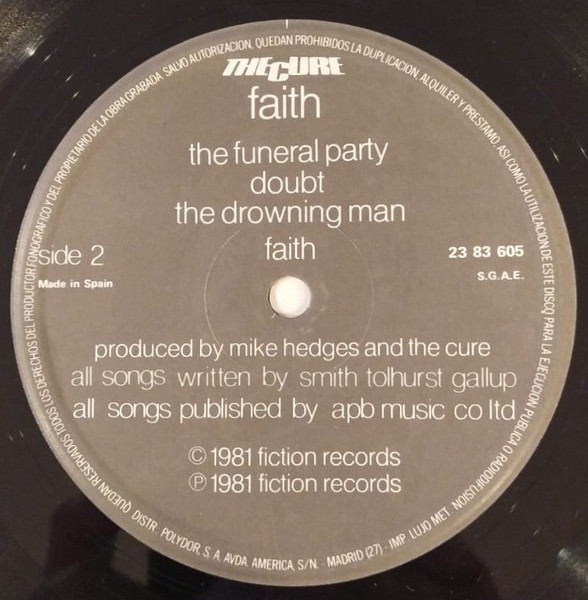 QUEDAN RESERVADOS TODOS LOS DERECHOS DEL PRODUCTOR FONOGRAFICO Y DEL PROPIETARIO DE LA OBRA GRABADA. SALVO AUTORIZACION, QUEDAN PROHIBIDOS LA DUPLICACION, ALQUILER Y PRESTAMO, ASI COMO LA UTILIZACION DE ESTE DISCO PARA LA EJECUCION PUBLICA O RADIODIFUSION
THE CURE
faith
the funeral party
doubt
the drowning man
faith
side 2
Made in Spain
23 83 605
S.G.A.E.
produced by mike hedges and the cure
all songs written by smith tolhurst gallup
all songs published by apb music co ltd
© 1981 fiction records
℗ 1981 fiction records
DISTR. POLYDOR, S. A. AVDA. AMERICA, S/N. - MADRID (27) - IMP. LUJO MET.